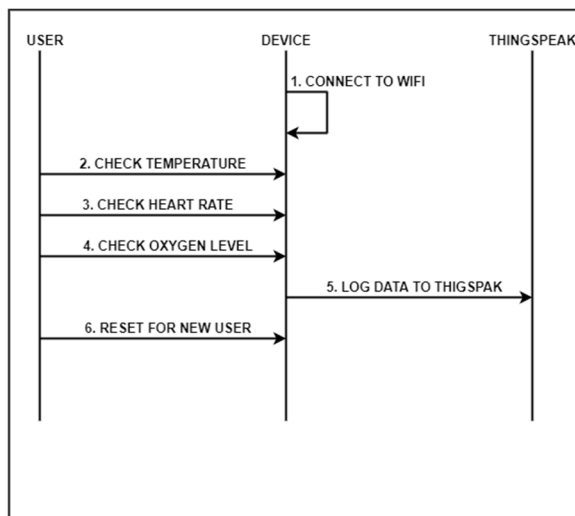 USER DEVICE THINGSPEAK
1. CONNECT TO WIFI
2. CHECK TEMPERATURE
3. CHECK HEART RATE
4. CHECK OXYGEN LEVEL
5. LOG DATA TO THIGSPAK
6. RESET FOR NEW USER